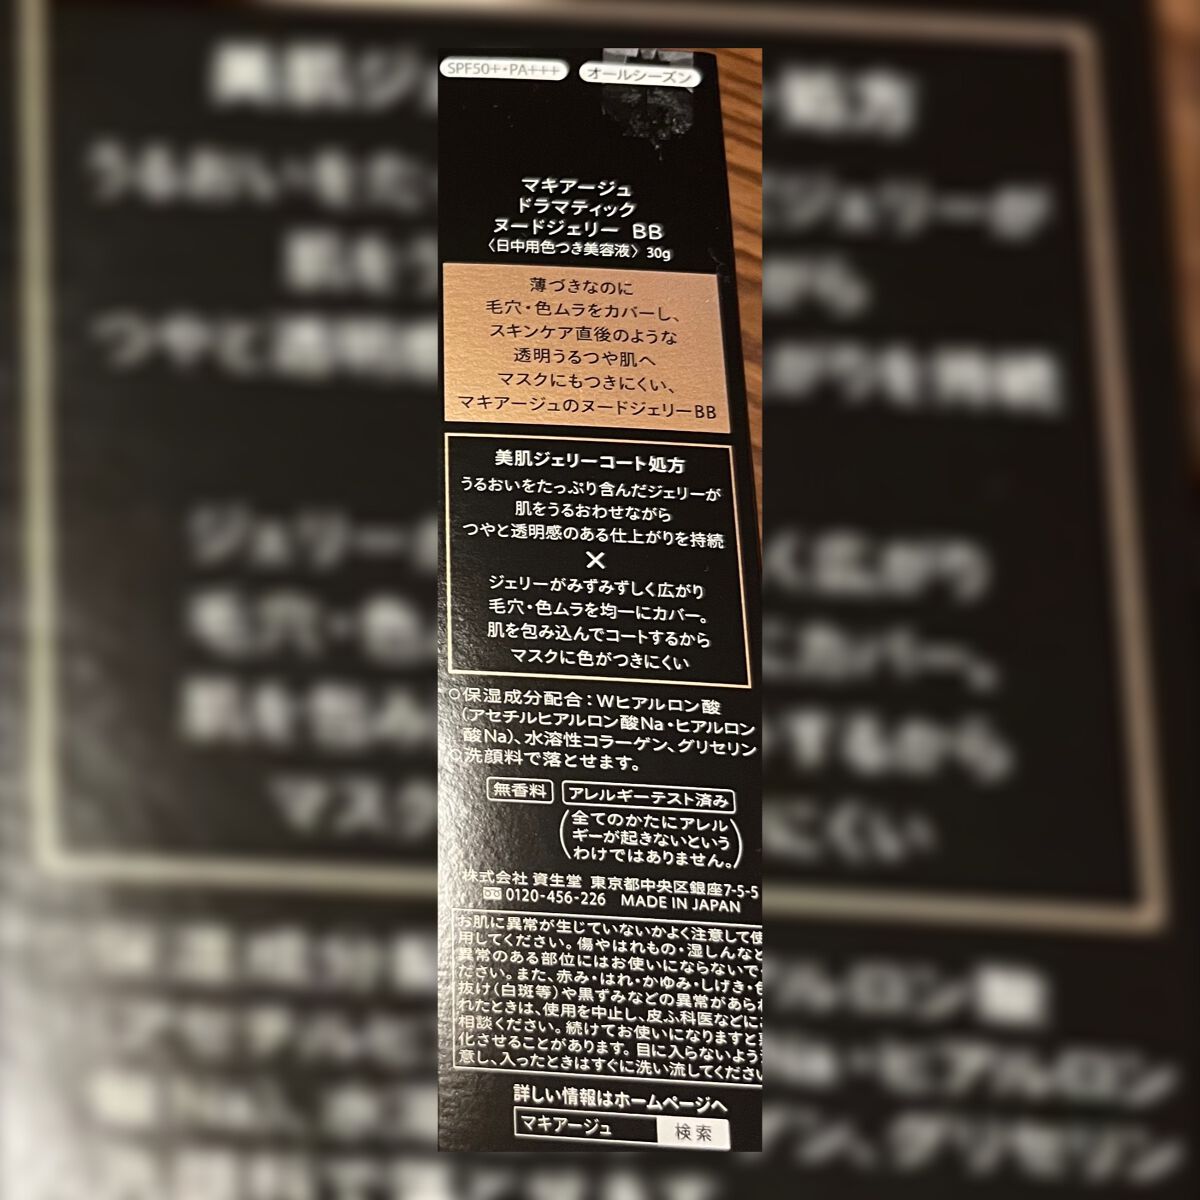 SPF50+・PA+++
オールシーズン
マキアージュ
ドラマティック
ヌードジェリー BB
〈日中用色つき美容液〉30g
薄づきなのに
毛穴・色ムラをカバーし、
スキンケア直後のような
透明うるつや肌へ
マスクにもつきにくい、
マキアージュのヌードジェリーBB
美肌ジェリーコート処方
うるおいをたっぷり含んだジェリーが
肌をうるおわせながら
つやと透明感のある仕上がりを持続
×
ジェリーがみずみずしく広がり
毛穴・色ムラを均一にカバー。
肌を包み込んでコートするから
マスクに色がつきにくい
○保湿成分配合：Wヒアルロン酸
(アセチルヒアルロン酸Na・ヒアルロン
酸Na)、水溶性コラーゲン、グリセリン
○洗顔料で落とせます。
無香料 アレルギーテスト済み
(全てのかたにアレル
ギーが起きないという
わけではありません。)
株式会社 資生堂 東京都中央区銀座7-5-5
0120-456-226 MADE IN JAPAN
お肌に異常が生じていないかよく注意して使
用してください。傷やはれもの・湿しんなど
異常のある部位にはお使いにならないでく
ださい。また、赤み・はれ・かゆみ・しげき・色
抜け(白斑等)や黒ずみなどの異常があらわ
れたときは、使用を中止し、皮ふ科医などに
相談ください。続けてお使いになりますと悪
化させることがあります。目に入らないよう
意し、入ったときはすぐに洗い流してください
詳しい情報はホームページへ
マキアージュ 検索